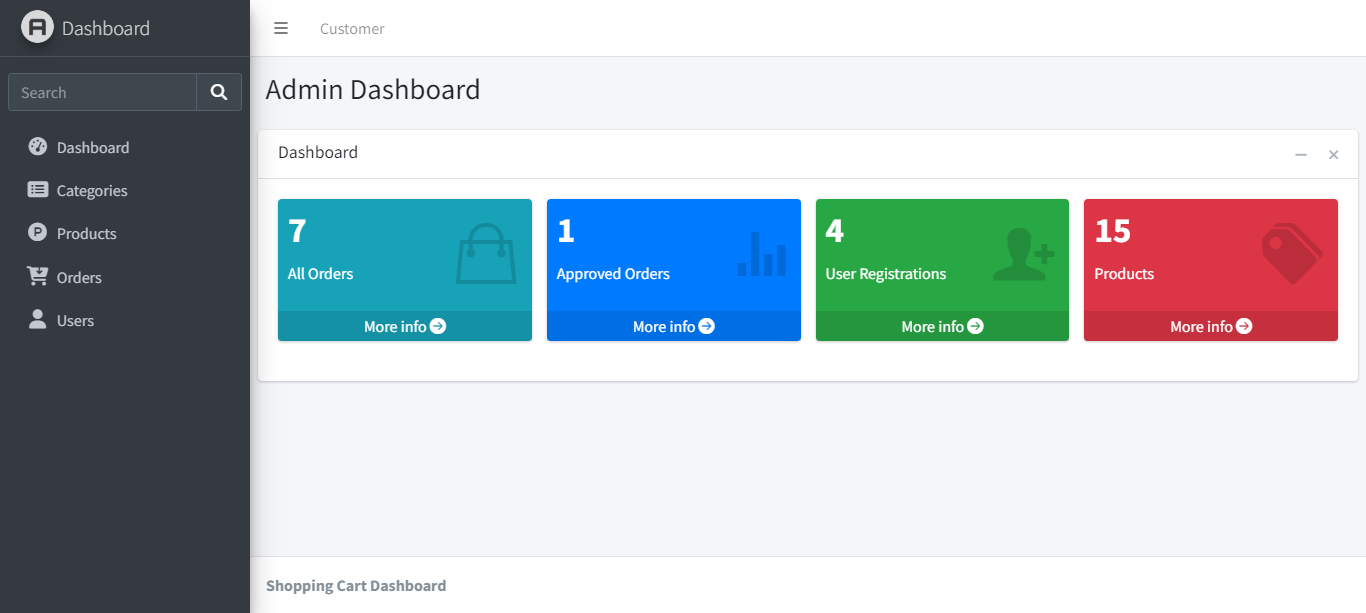 Dashboard
Customer
Search
Dashboard
Categories
Products
Orders
Users
Admin Dashboard
Dashboard
7
All Orders
More info
1
Approved Orders
More info
4
User Registrations
More info
15
Products
More info
Shopping Cart Dashboard